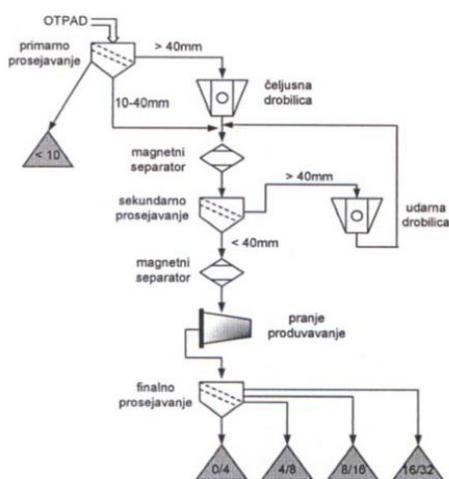 OTPAD
primarno
prosejavanje
> 40mm
čeljusna
drobilica
10-40mm
< 10
magnetni
separator
> 40mm
sekundarno
prosejavanje
udarna
drobilica
< 40mm
magnetni
separator
pranje
produvavanje
finalno
prosejavanje
0/4
4/8
8/16
16/32